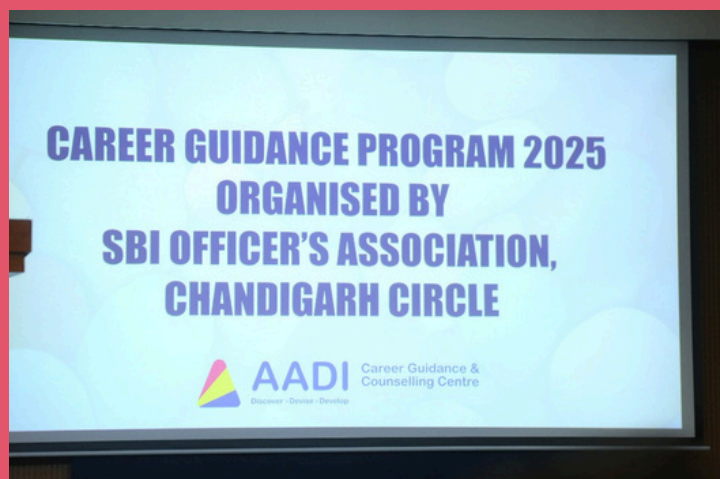 CAREER GUIDANCE PROGRAM 2025
ORGANISED BY
SBI OFFICER'S ASSOCIATION,
CHANDIGARH CIRCLE
AADI
Career Guidance &
Counselling Centre
Discover - Devise - Develop